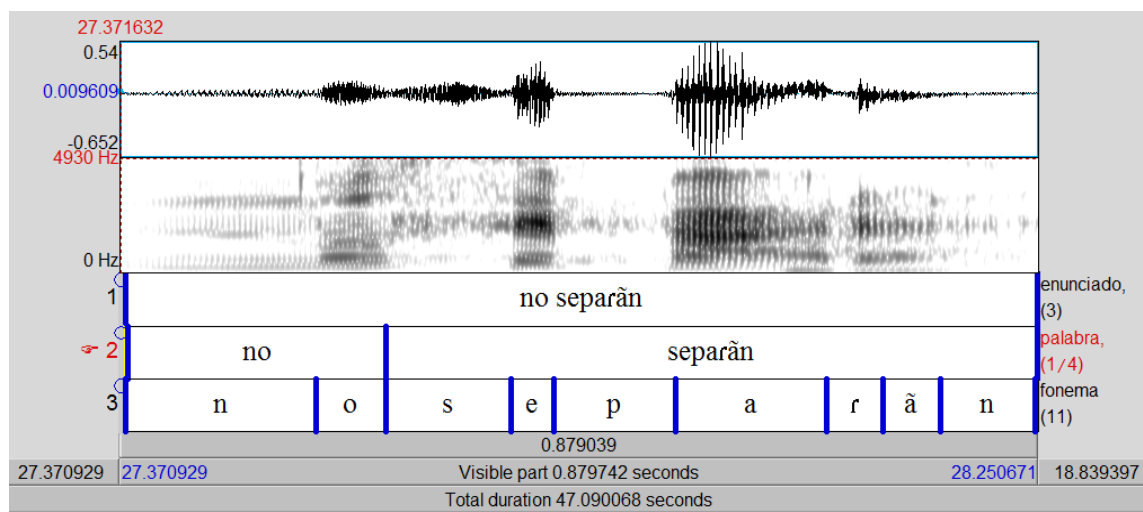 27.371632
0.54
0.009609
-0.652
4930 Hz
0 Hz
1 no separãn enunciado, (3)
2 no separãn palabra, (1/4)
3 n o s e p a ɾ ã n fonema (11)
0.879039
27.370929 27.370929 Visible part 0.879742 seconds 28.250671 18.839397
Total duration 47.090068 seconds